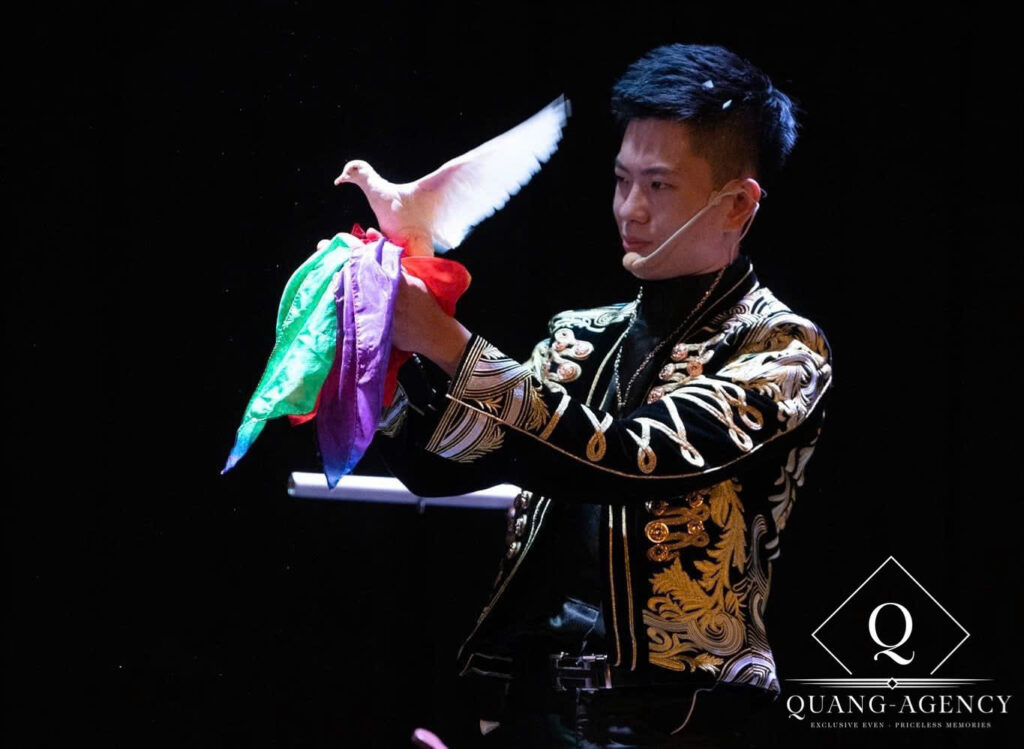 Q
QUANG-AGENCY
EXCLUSIVE EVEN - PRICELESS MEMORIES